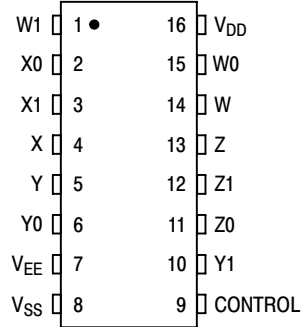 W1 1 16 VDD
X0 2 15 W0
X1 3 14 W
X 4 13 Z
Y 5 12 Z1
Y0 6 11 Z0
VEE 7 10 Y1
VSS 8 9 CONTROL